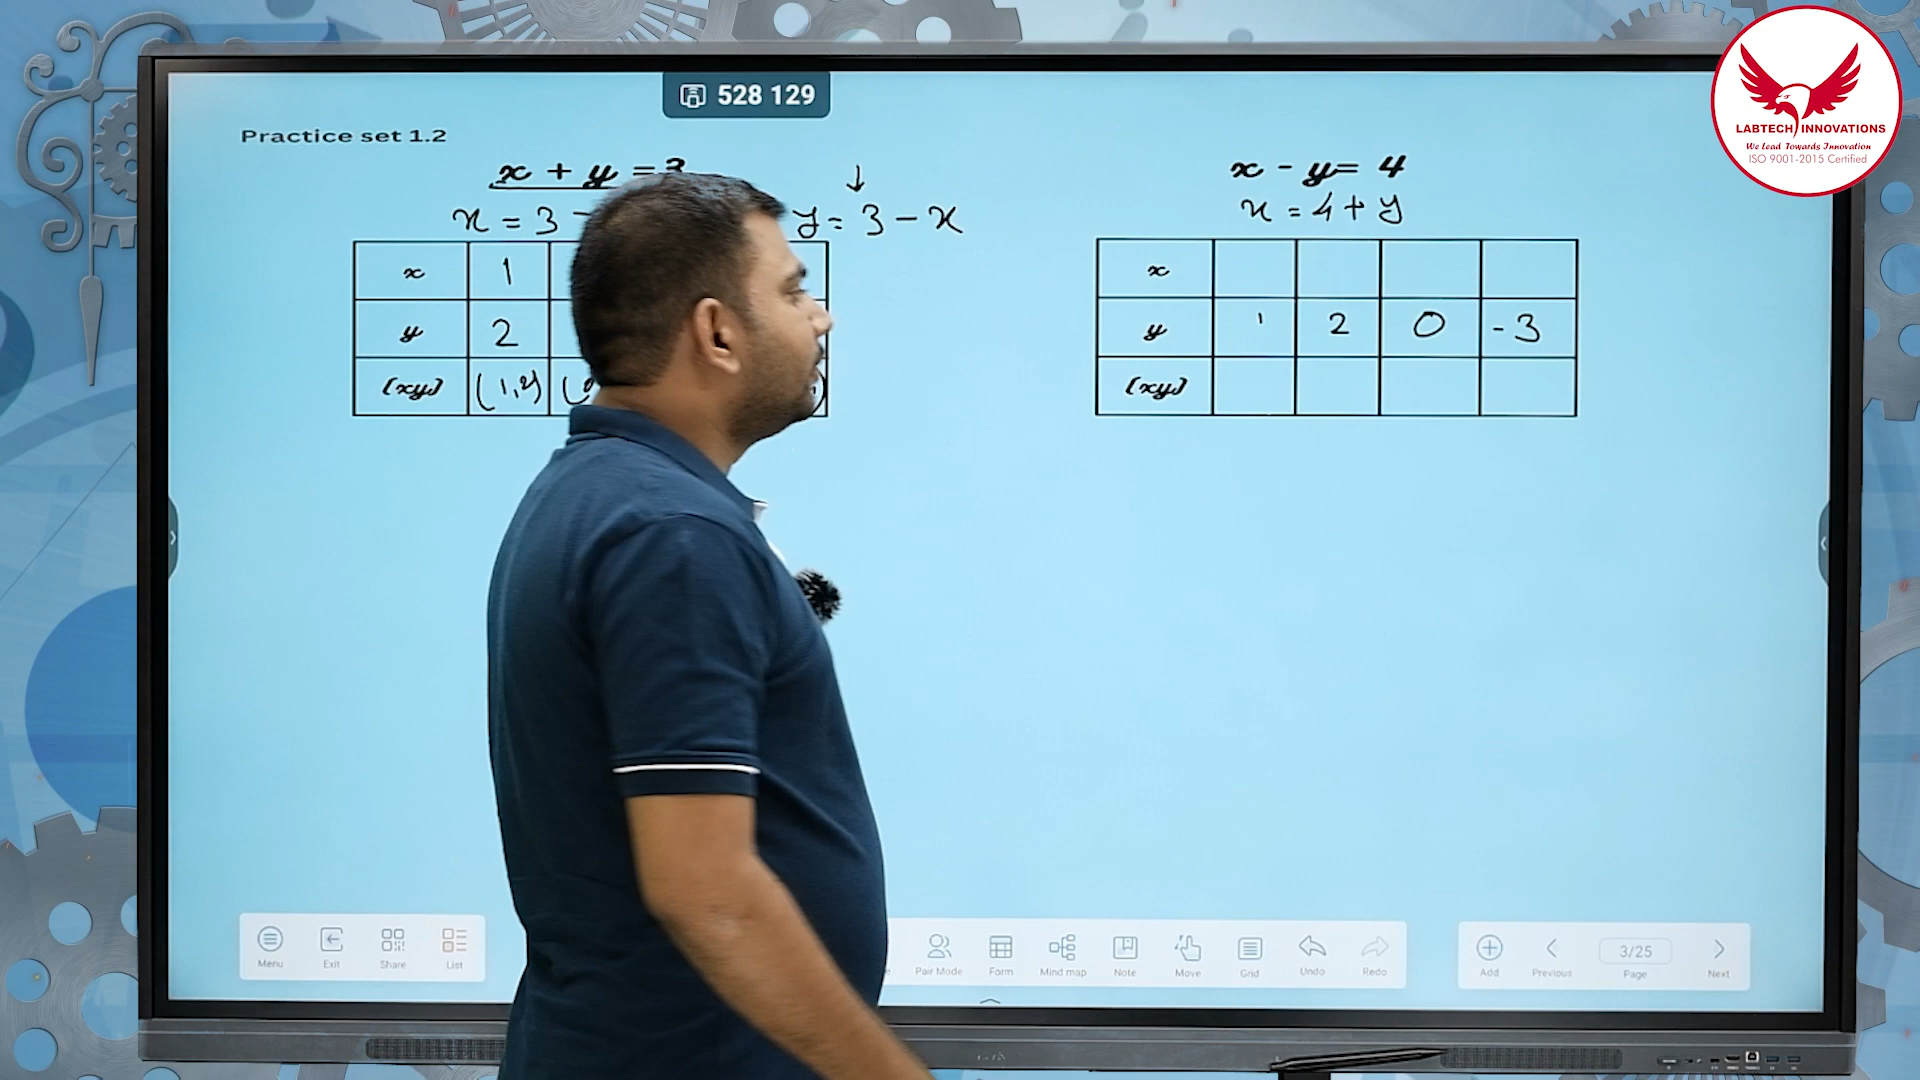 528 129
LABTECH INNOVATIONS
We Lead Towards Innovation
ISO 9001-2015 Certified
Practice set 1.2
x + y = 3
x = 3 -
y = 3 - x
x 1
y 2
(xy) (1,2)
x - y = 4
x = 4 + y
x
y 1 2 0 -3
(xy)
Menu Exit Share List
Pair Mode Form Mind map Note Move Grid Undo Redo
Add Previous 3/25 Page Next